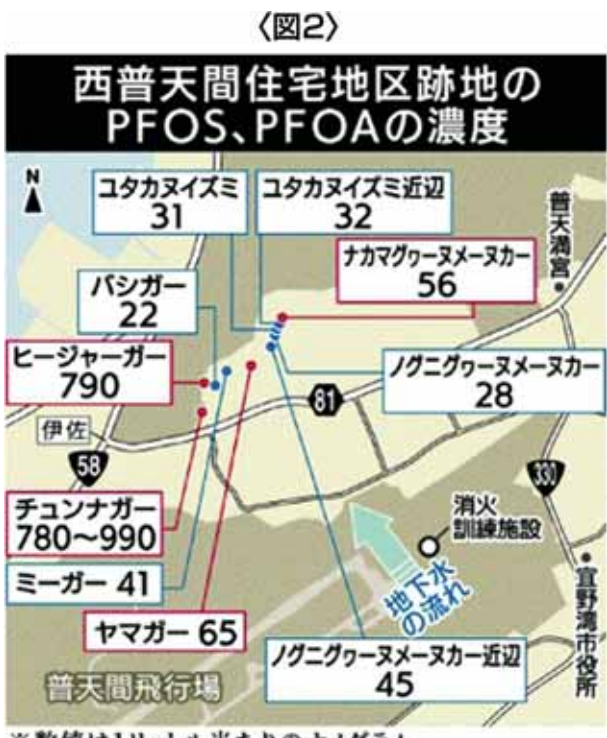 〈図2〉
西普天間住宅地区跡地の
PFOS、PFOAの濃度
N
ユタカヌイズミ
31
ユタカヌイズミ近辺
32
普天満宮
ナカマグヮーヌメーヌカー
56
バシガー
22
ヒージャーガー
790
ノグニグヮーヌメーヌカー
28
81
伊佐
58
330
チュンナガー
780〜990
消火
訓練施設
ミーガー 41
地下水
の流れ
ヤマガー 65
宜野湾市役所
ノグニグヮーヌメーヌカー近辺
45
普天間飛行場